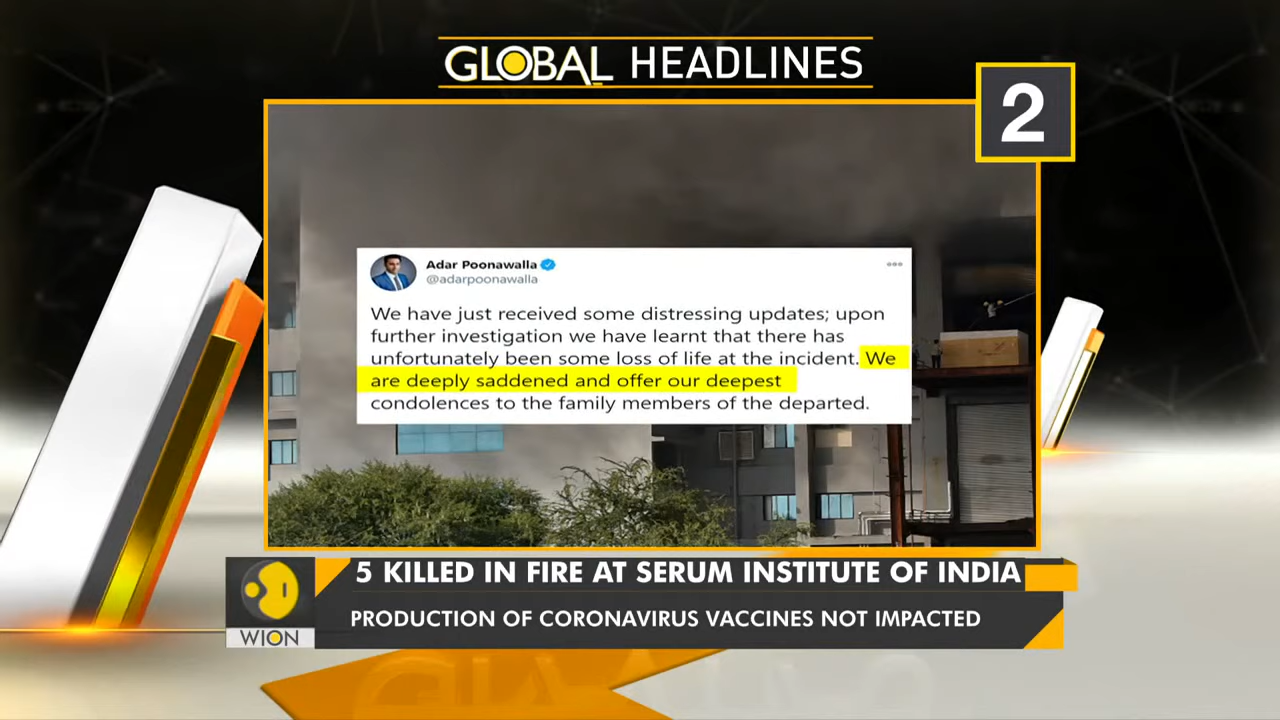 GLOBAL HEADLINES
2
Adar Poonawalla
@adarpoonawalla
We have just received some distressing updates; upon
further investigation we have learnt that there has
unfortunately been some loss of life at the incident. We
are deeply saddened and offer our deepest
condolences to the family members of the departed.
5 KILLED IN FIRE AT SERUM INSTITUTE OF INDIA
PRODUCTION OF CORONAVIRUS VACCINES NOT IMPACTED
WION